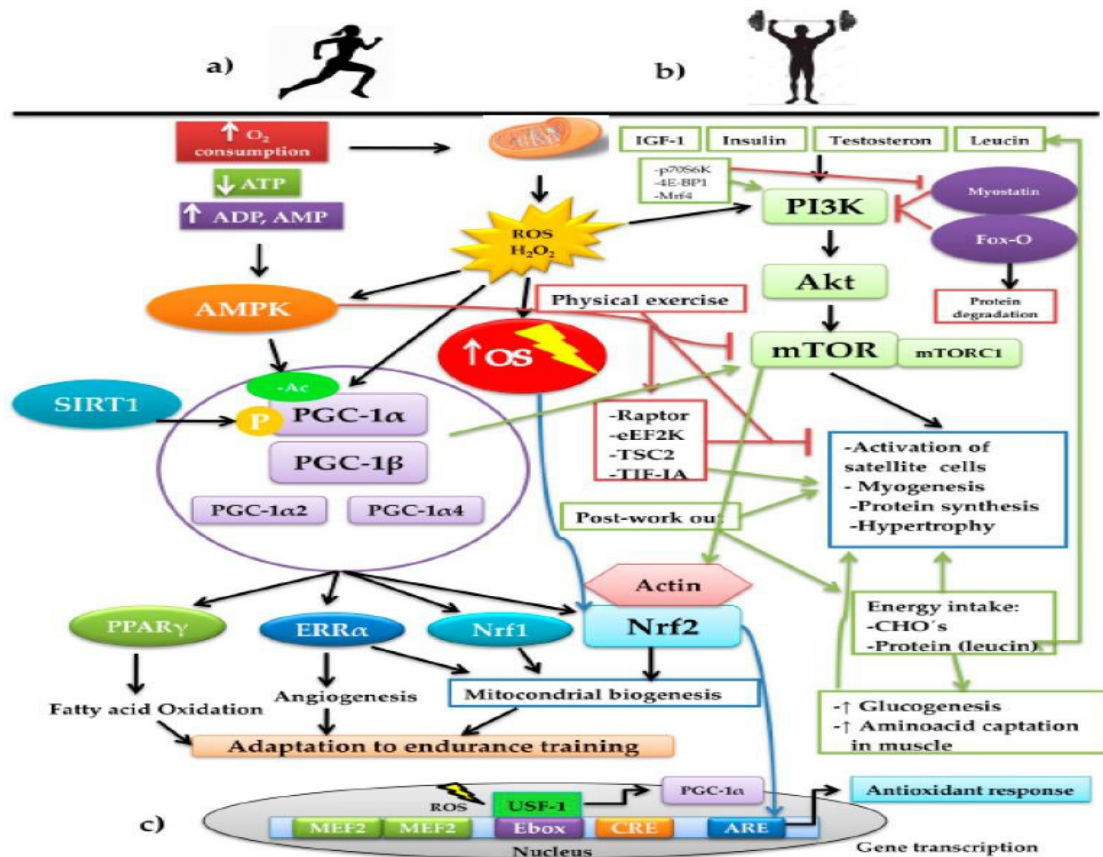 a)
b)
↑ O₂
consumption
↓ ATP
↑ ADP, AMP
IGF-1
Insulin
Testosteron
Leucin
-p70S6K
-4E-BP1
-Mrf4
Myostatin
PI3K
Fox-O
ROS
H₂O₂
AMPK
Akt
Protein
degradation
Physical exercise
↑OS
mTOR
mTORC1
-Ac
SIRT1
P
PGC-1α
PGC-1β
-Raptor
-eEF2K
-TSC2
-TIF-IA
-Activation of
satellite cells
- Myogenesis
-Protein synthesis
-Hypertrophy
PGC-1α2
PGC-1α4
Post-work ou:
Actin
PPARγ
ERRα
Nrf1
Nrf2
Energy intake:
-CHO´s
-Protein (leucin)
Fatty acid Oxidation
Angiogenesis
Mitocondrial biogenesis
-↑ Glucogenesis
-↑ Aminoacid captation
in muscle
Adaptation to endurance training
ROS
USF-1
PGC-1α
Antioxidant response
c)
MEF2
MEF2
Ebox
CRE
ARE
Nucleus
Gene transcription